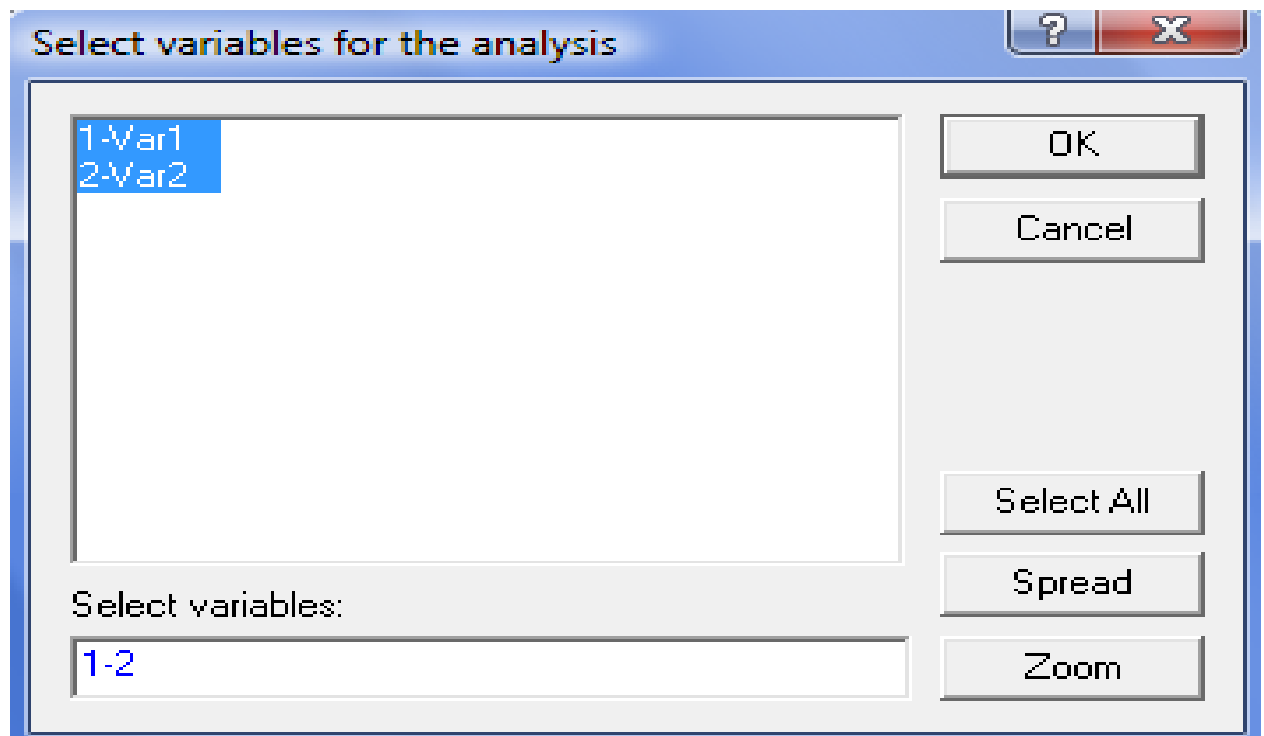 Select variables for the analysis
?
1-Var1
2-Var2
OK
Cancel
Select All
Spread
Select variables:
1-2
Zoom